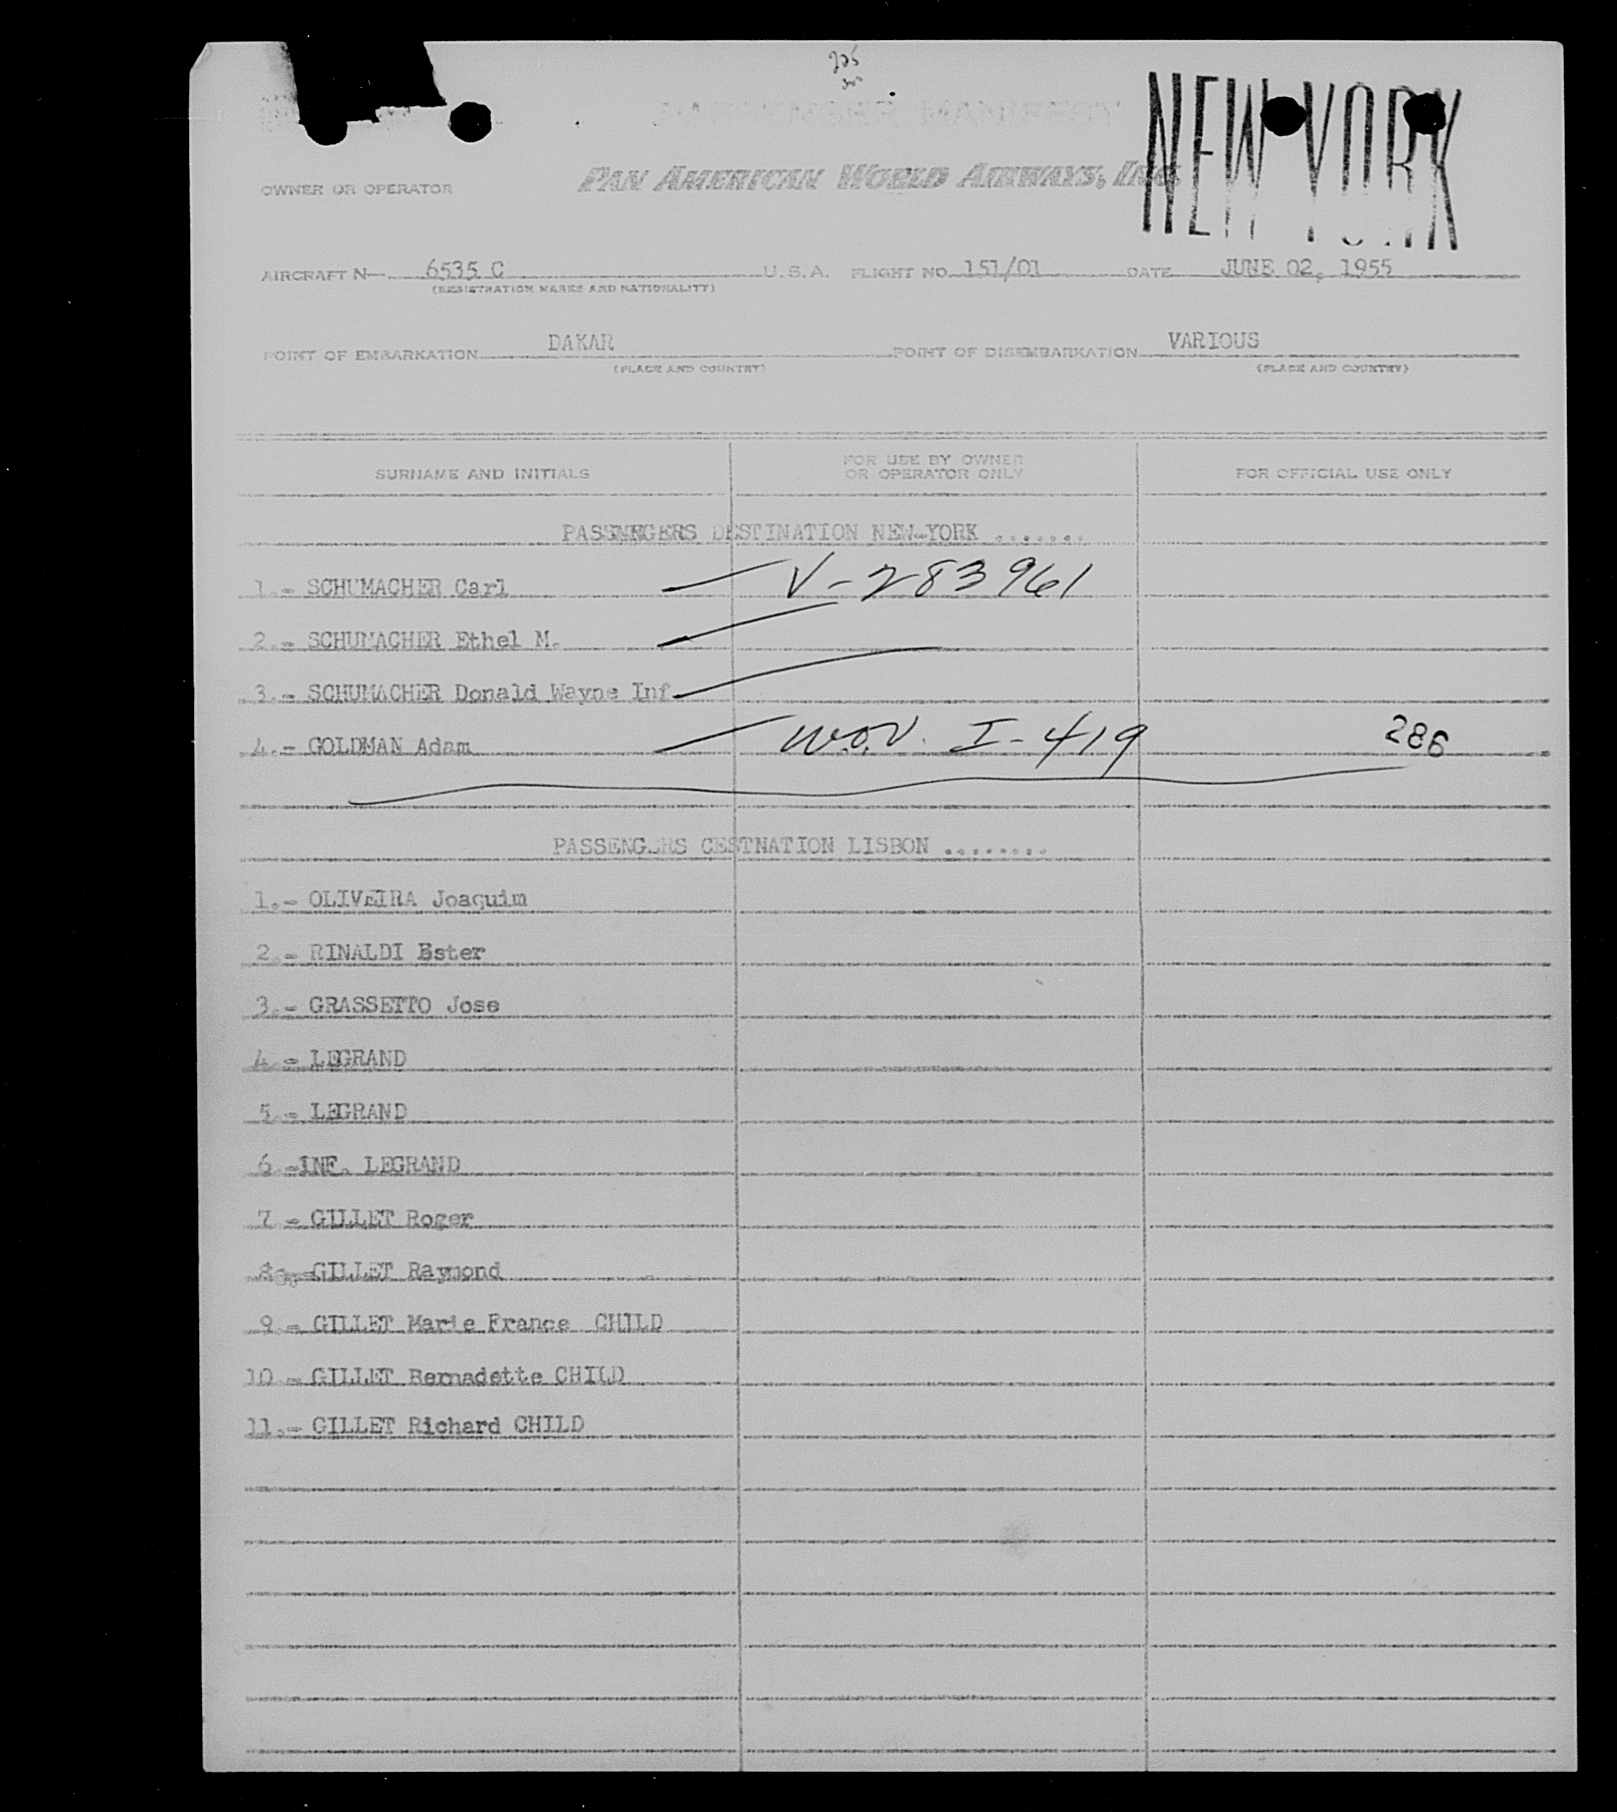 PASSENGER MANIFEST
NEW YORK
OWNER OR OPERATOR PAN AMERICAN WORLD AIRWAYS, INC.
AIRCRAFT N 6535 C U.S.A. FLIGHT NO. 151/01 DATE JUNE 02, 1955
(REGISTRATION MARKS AND NATIONALITY)
POINT OF EMBARKATION DAKAR POINT OF DISEMBARKATION VARIOUS
(PLACE AND COUNTRY) (PLACE AND COUNTRY)
SURNAME AND INITIALS FOR USE BY OWNER OR OPERATOR ONLY FOR OFFICIAL USE ONLY
PASSENGERS DESTINATION NEW-YORK .......
1.- SCHUMACHER Carl V-283961
2.- SCHUMACHER Ethel M.
3.- SCHUMACHER Donald Wayne Inf
4.- GOLDMAN Adam W.O.V. I-419 286
PASSENGERS CESTNATION LISBON ........
1.- OLIVEIRA Joaquim
2.- RINALDI Ester
3.- GRASSETTO Jose
4.- LEGRAND
5.- LEGRAND
6.-INF. LEGRAND
7.- GILLET Roger
8.- GILLET Raymond
9.- GILLET Marie France CHILD
10.- GILLET Bernadette CHILD
11.- GILLET Richard CHILD